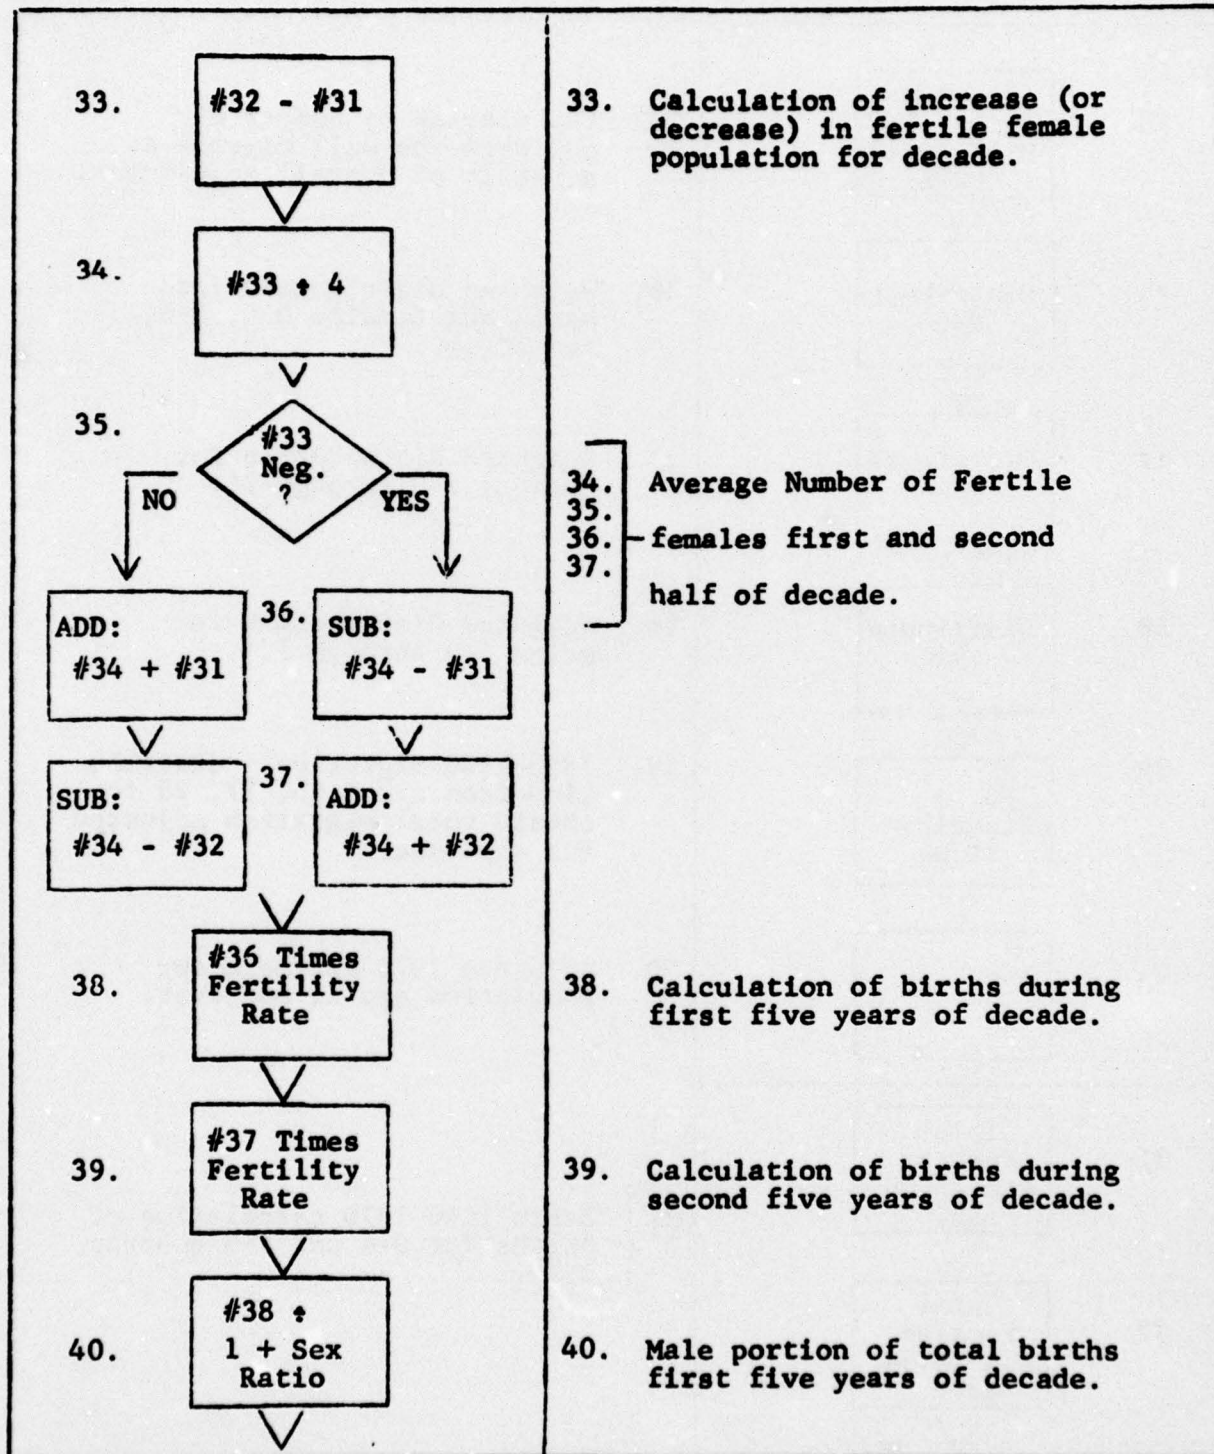 33.
#32 - #31
33. Calculation of increase (or
decrease) in fertile female
population for decade.
34.
#33 ÷ 4
35.
#33
Neg.
?
NO
YES
34.
35.
36.
37.
Average Number of Fertile
females first and second
half of decade.
ADD:
#34 + #31
36.
SUB:
#34 - #31
SUB:
#34 - #32
37.
ADD:
#34 + #32
38.
#36 Times
Fertility
Rate
38. Calculation of births during
first five years of decade.
39.
#37 Times
Fertility
Rate
39. Calculation of births during
second five years of decade.
40.
#38 ÷
1 + Sex
Ratio
40. Male portion of total births
first five years of decade.